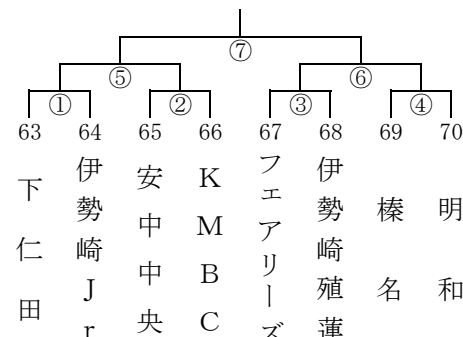 ⑦
⑤ ⑥
① ② ③ ④
63 64 65 66 67 68 69 70
下仁田
伊勢崎Jr
安中中央
KMBC
フェアリーズ
伊勢崎殖蓮
榛名
明和